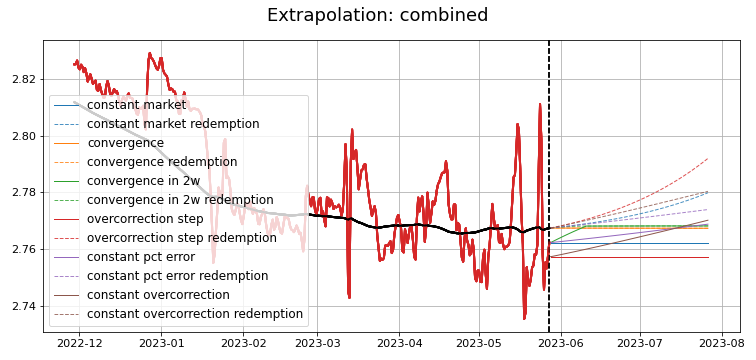 Extrapolation: combined
2.82
2.80
2.78
2.76
2.74
constant market
constant market redemption
convergence
convergence redemption
convergence in 2w
convergence in 2w redemption
overcorrection step
overcorrection step redemption
constant pct error
constant pct error redemption
constant overcorrection
constant overcorrection redemption
2022-12 2023-01 2023-02 2023-03 2023-04 2023-05 2023-06 2023-07 2023-08